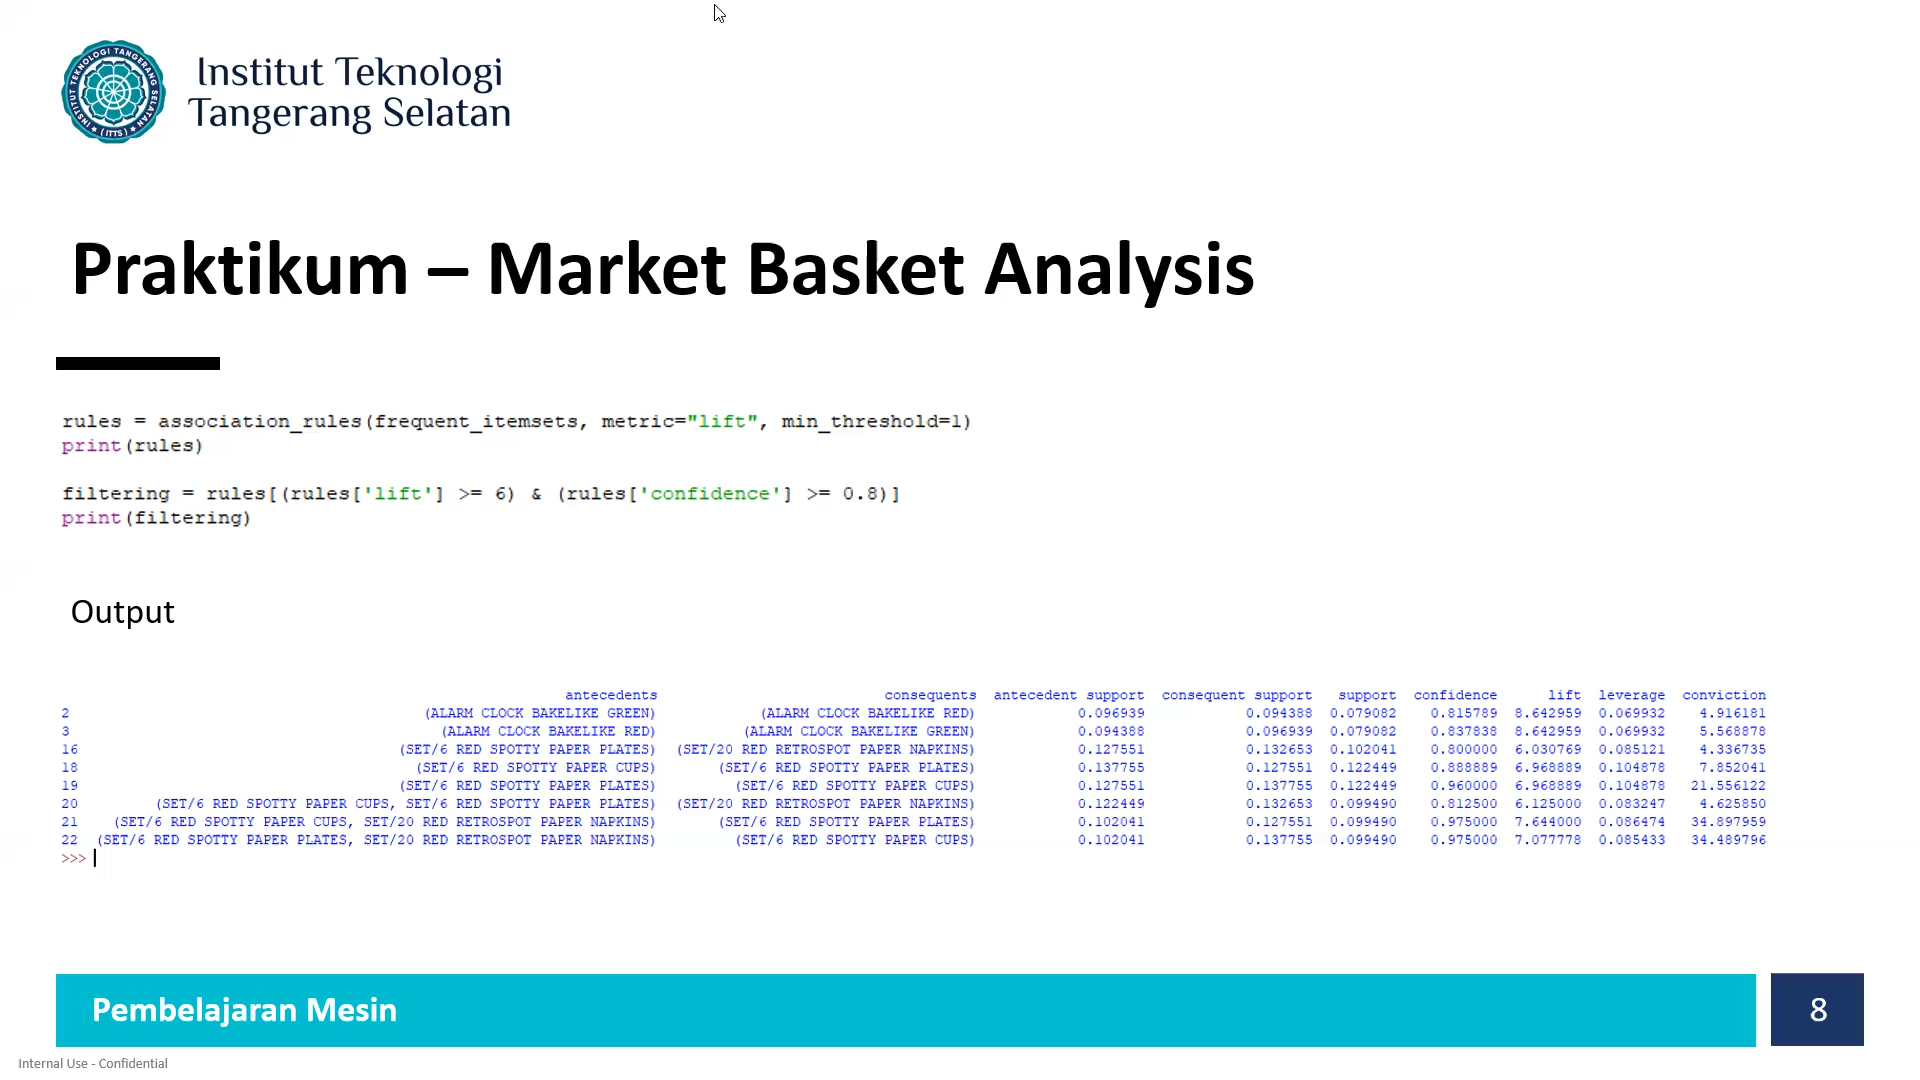 INSTITUT TEKNOLOGI TANGERANG SELATAN
(ITTS)
Institut Teknologi
Tangerang Selatan
Praktikum – Market Basket Analysis
rules = association_rules(frequent_itemsets, metric="lift", min_threshold=1)
print(rules)
filtering = rules[(rules['lift'] >= 6) & (rules['confidence'] >= 0.8)]
print(filtering)
Output
antecedents consequents antecedent support consequent support support confidence lift leverage conviction
2 (ALARM CLOCK BAKELIKE GREEN) (ALARM CLOCK BAKELIKE RED) 0.096939 0.094388 0.079082 0.815789 8.642959 0.069932 4.916181
3 (ALARM CLOCK BAKELIKE RED) (ALARM CLOCK BAKELIKE GREEN) 0.094388 0.096939 0.079082 0.837838 8.642959 0.069932 5.568878
16 (SET/6 RED SPOTTY PAPER PLATES) (SET/20 RED RETROSPOT PAPER NAPKINS) 0.127551 0.132653 0.102041 0.800000 6.030769 0.085121 4.336735
18 (SET/6 RED SPOTTY PAPER CUPS) (SET/6 RED SPOTTY PAPER PLATES) 0.137755 0.127551 0.122449 0.888889 6.968889 0.104878 7.852041
19 (SET/6 RED SPOTTY PAPER PLATES) (SET/6 RED SPOTTY PAPER CUPS) 0.127551 0.137755 0.122449 0.960000 6.968889 0.104878 21.556122
20 (SET/6 RED SPOTTY PAPER CUPS, SET/6 RED SPOTTY PAPER PLATES) (SET/20 RED RETROSPOT PAPER NAPKINS) 0.122449 0.132653 0.099490 0.812500 6.125000 0.083247 4.625850
21 (SET/6 RED SPOTTY PAPER CUPS, SET/20 RED RETROSPOT PAPER NAPKINS) (SET/6 RED SPOTTY PAPER PLATES) 0.102041 0.127551 0.099490 0.975000 7.644000 0.086474 34.897959
22 (SET/6 RED SPOTTY PAPER PLATES, SET/20 RED RETROSPOT PAPER NAPKINS) (SET/6 RED SPOTTY PAPER CUPS) 0.102041 0.137755 0.099490 0.975000 7.077778 0.085433 34.489796
>>>
Pembelajaran Mesin
8
Internal Use - Confidential